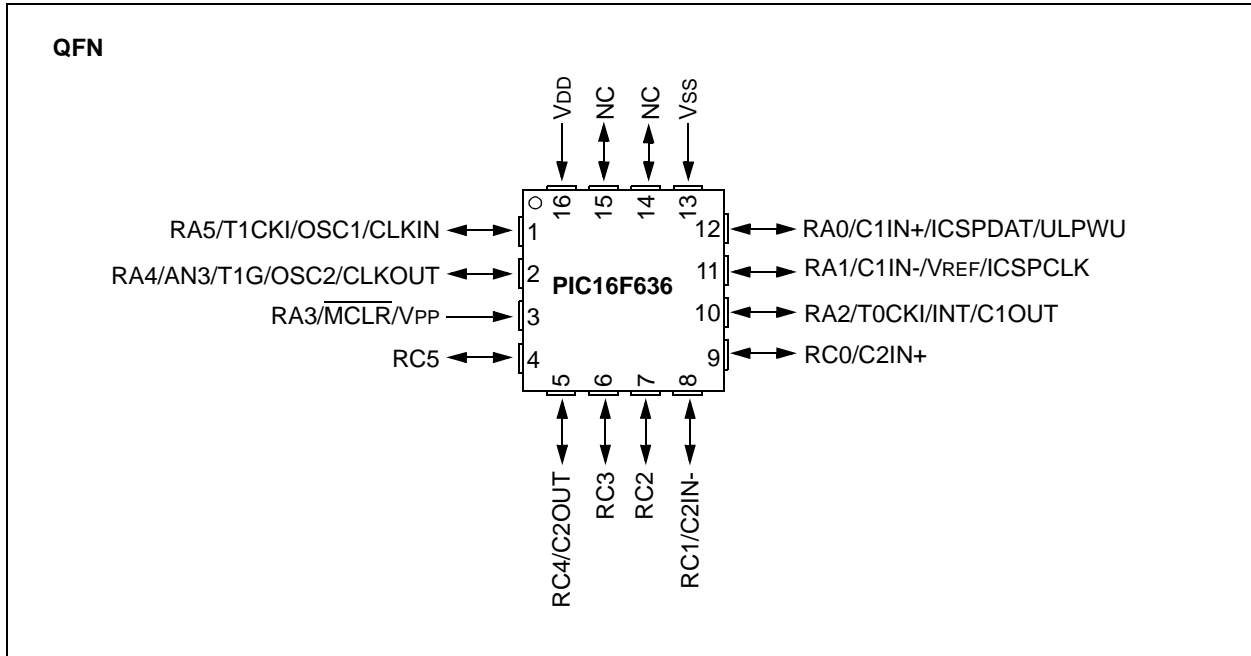 QFN
VDD
NC
NC
VSS
16
15
14
13
RA5/T1CKI/OSC1/CLKIN
1
12
RA0/C1IN+/ICSPDAT/ULPWU
RA4/AN3/T1G/OSC2/CLKOUT
2
PIC16F636
11
RA1/C1IN-/VREF/ICSPCLK
RA3/MCLR/VPP
3
10
RA2/T0CKI/INT/C1OUT
RC5
4
9
RC0/C2IN+
5
6
7
8
RC4/C2OUT
RC3
RC2
RC1/C2IN-